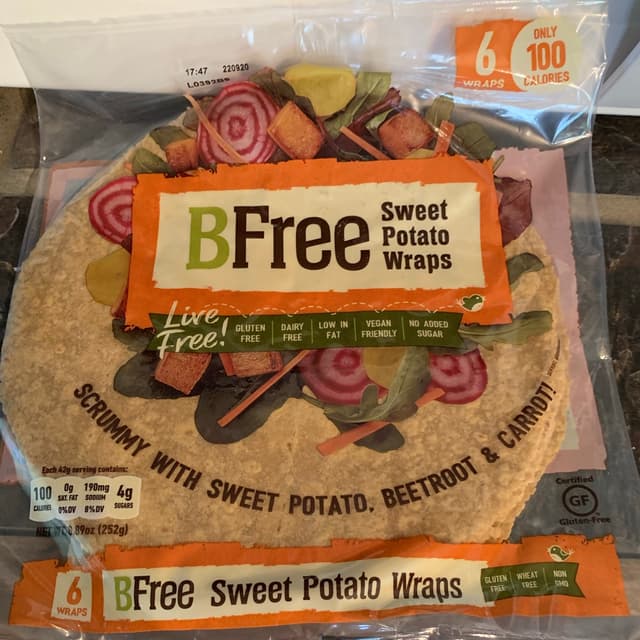 17:47 220920
6
WRAPS
ONLY
100
CALORIES
BFree
Sweet
Potato
Wraps
Live
Free!
GLUTEN
FREE
DAIRY
FREE
LOW IN
FAT
VEGAN
FRIENDLY
NO ADDED
SUGAR
SCRUMMY WITH SWEET POTATO, BEETROOT & CARROT!
Each 42g serving contains:
100
CALORIES
0g
SAT. FAT
0%DV
190mg
SODIUM
8%DV
4g
SUGARS
NET WT 8.89oz (252g)
Certified
GF
Gluten-Free
6
WRAPS
BFree Sweet Potato Wraps
GLUTEN
FREE
WHEAT
FREE
NON
GMO